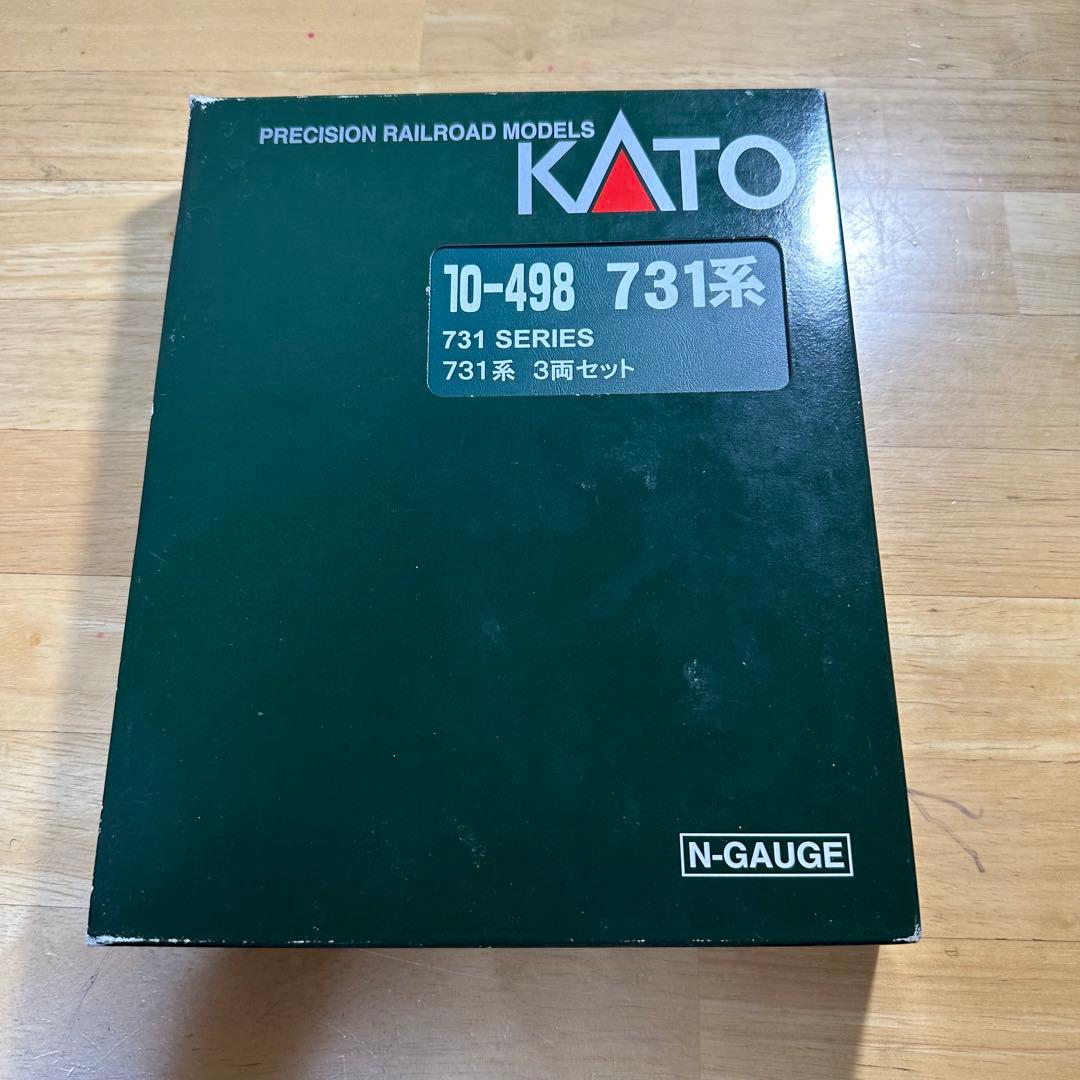 PRECISION RAILROAD MODELS
KATO
10-498 731系
731 SERIES
731系 3両セット
N-GAUGE